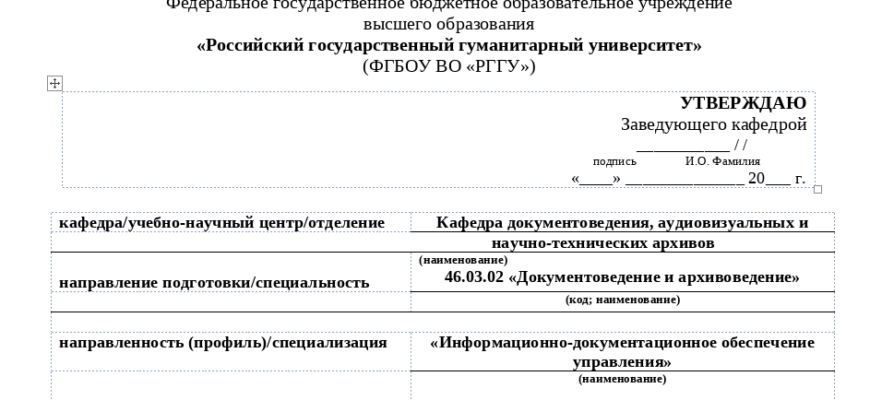 Федеральное государственное бюджетное образовательное учреждение
высшего образования
«Российский государственный гуманитарный университет»
(ФГБОУ ВО «РГГУ»)
УТВЕРЖДАЮ
Заведующего кафедрой
___________ / /
подпись И.О. Фамилия
«____» ______________ 20___ г.
кафедра/учебно-научный центр/отделение Кафедра документоведения, аудиовизуальных и
научно-технических архивов
(наименование)
направление подготовки/специальность 46.03.02 «Документоведение и архивоведение»
(код; наименование)
направленность (профиль)/специализация «Информационно-документационное обеспечение
управления»
(наименование)